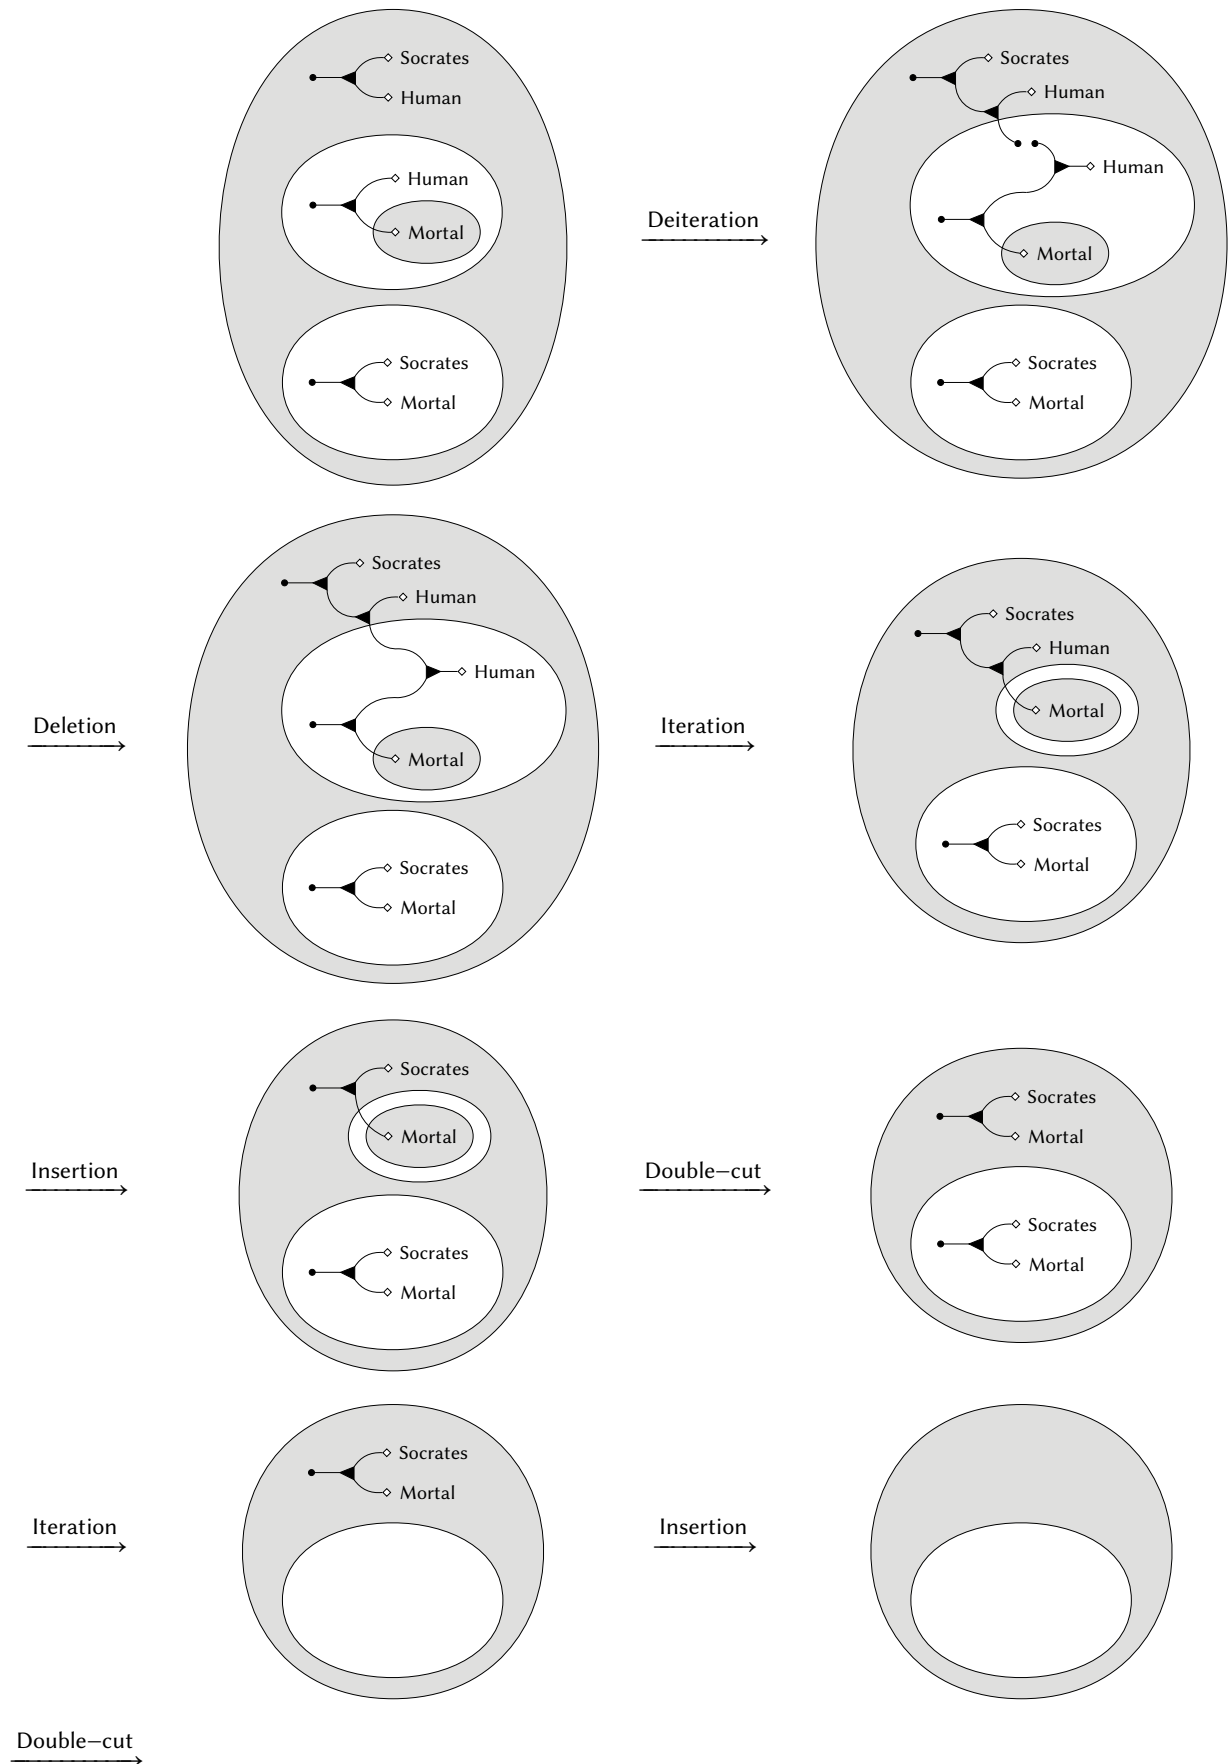 Socrates
Human
Human
Mortal
Socrates
Mortal
Deiteration
Socrates
Human
Human
Mortal
Socrates
Mortal
Deletion
Socrates
Human
Human
Mortal
Socrates
Mortal
Iteration
Socrates
Human
Mortal
Socrates
Mortal
Insertion
Socrates
Mortal
Socrates
Mortal
Double–cut
Socrates
Mortal
Socrates
Mortal
Iteration
Socrates
Mortal
Insertion
Double–cut